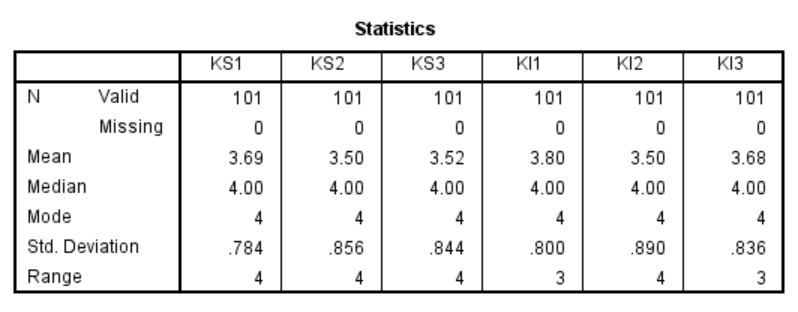 Statistics
KS1 KS2 KS3 KI1 KI2 KI3
N Valid 101 101 101 101 101 101
Missing 0 0 0 0 0 0
Mean 3.69 3.50 3.52 3.80 3.50 3.68
Median 4.00 4.00 4.00 4.00 4.00 4.00
Mode 4 4 4 4 4 4
Std. Deviation .784 .856 .844 .800 .890 .836
Range 4 4 4 3 4 3